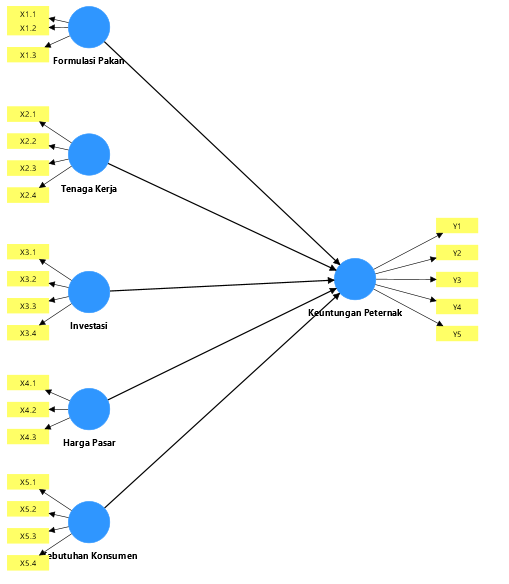 X1.1
X1.2
X1.3
Formulasi Pakan
X2.1
X2.2
X2.3
X2.4
Tenaga Kerja
X3.1
X3.2
X3.3
X3.4
Investasi
X4.1
X4.2
X4.3
Harga Pasar
X5.1
X5.2
X5.3
X5.4
ebutuhan Konsumen
Y1
Y2
Y3
Y4
Y5
Keuntungan Peternak